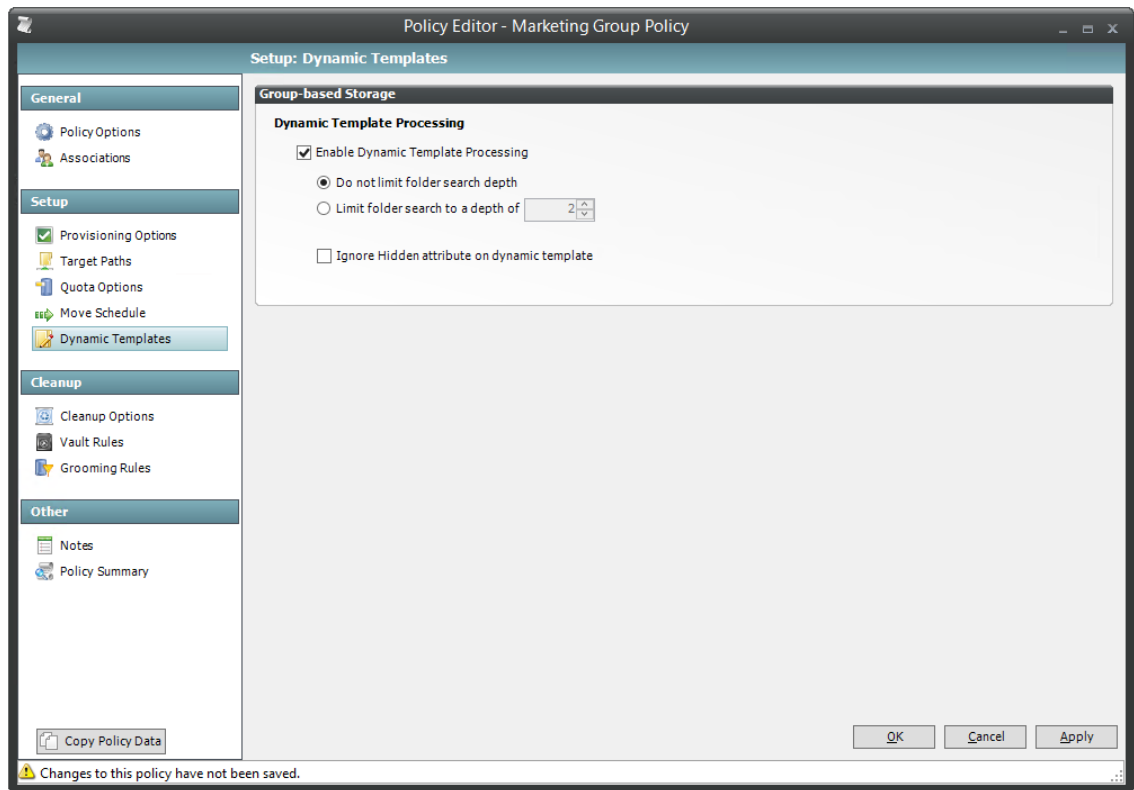 Policy Editor - Marketing Group Policy
Setup: Dynamic Templates
General
Policy Options
Associations
Setup
Provisioning Options
Target Paths
Quota Options
Move Schedule
Dynamic Templates
Cleanup
Cleanup Options
Vault Rules
Grooming Rules
Other
Notes
Policy Summary
Copy Policy Data
Group-based Storage
Dynamic Template Processing
Enable Dynamic Template Processing
Do not limit folder search depth
Limit folder search to a depth of 2
Ignore Hidden attribute on dynamic template
OK Cancel Apply
Changes to this policy have not been saved.